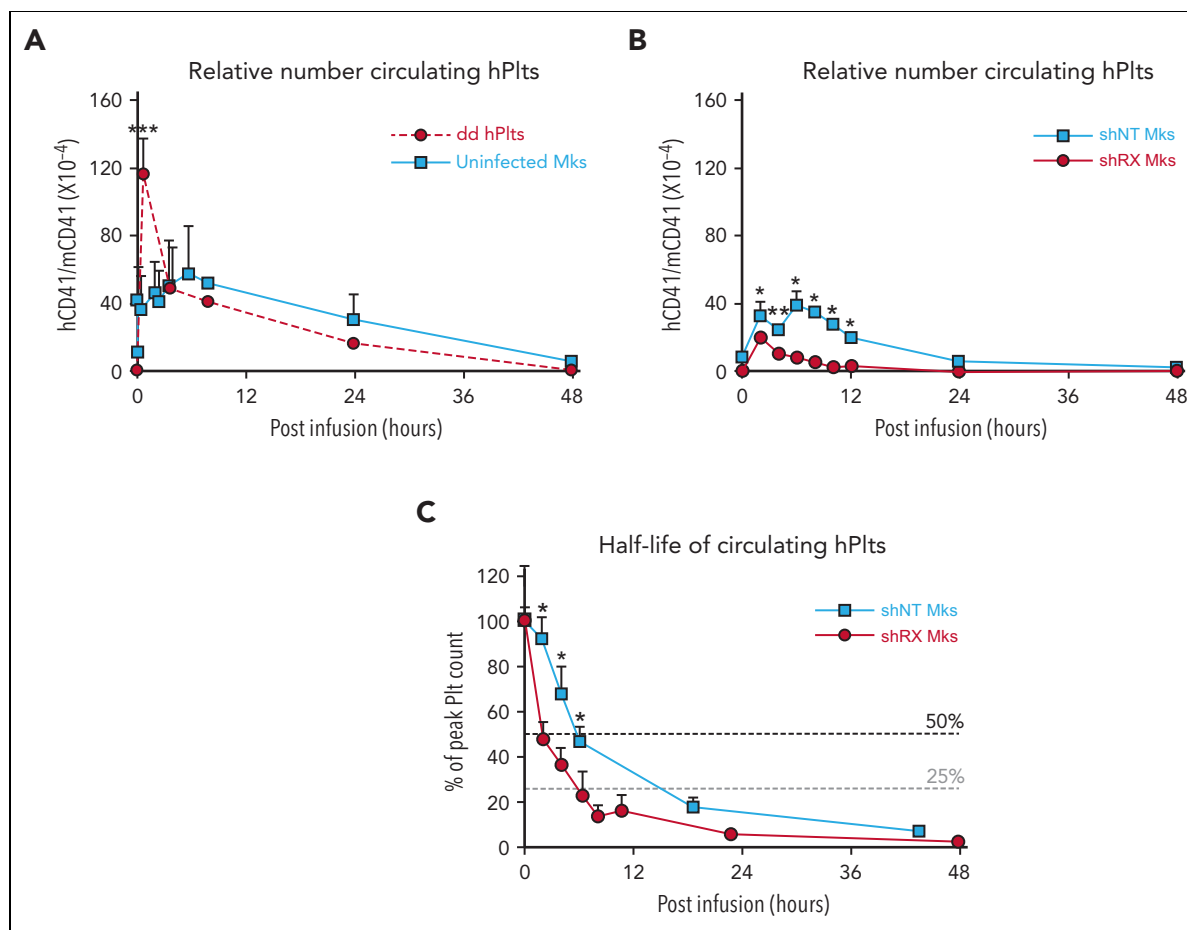 A
Relative number circulating hPlts
hCD41/mCD41 (X10⁻⁴)
160
120
80
40
0
***
dd hPlts
Uninfected Mks
0 12 24 36 48
Post infusion (hours)
B
Relative number circulating hPlts
hCD41/mCD41 (X10⁻⁴)
160
120
80
40
0
shNT Mks
shRX Mks
* ** * * * *
0 12 24 36 48
Post infusion (hours)
C
Half-life of circulating hPlts
% of peak Plt count
120
100
80
60
40
20
0
shNT Mks
shRX Mks
*
*
*
50%
25%
0 12 24 36 48
Post infusion (hours)